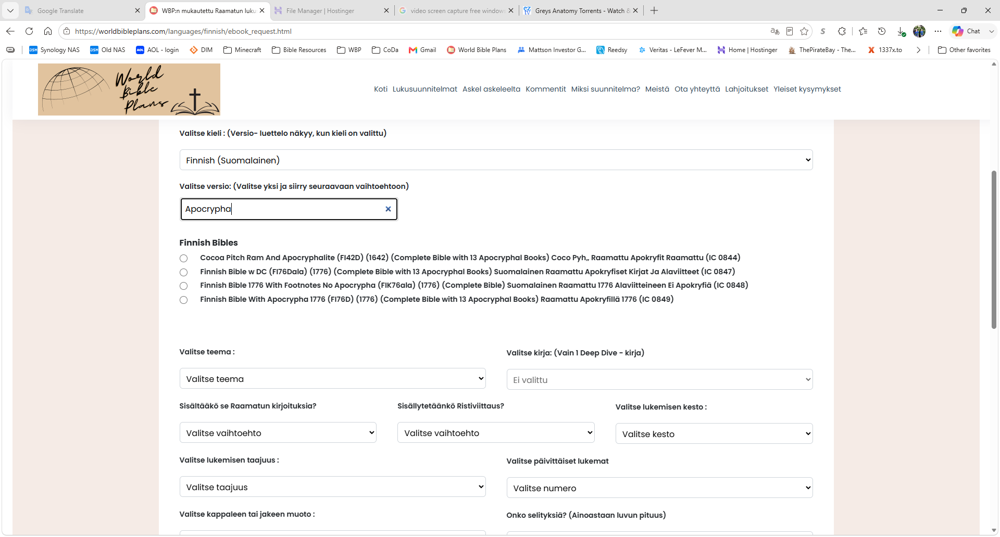 Google Translate
WBP:n mukautettu Raamatun luku
File Manager | Hostinger
video screen capture free windows
Greys Anatomy Torrents - Watch &
https://worldbibleplans.com/languages/finnish/ebook_request.html
Chat
Synology NAS
Old NAS
AOL - login
DIM
Minecraft
Bible Resources
WBP
CoDa
Gmail
World Bible Plans
Mattson Investor G...
Reedsy
Veritas - LeFever M...
Home | Hostinger
ThePirateBay - The...
1337x.to
Other favorites
World
Bible
Plans
Koti Lukusuunnitelmat Askel askeleelta Kommentit Miksi suunnitelma? Meistä Ota yhteyttä Lahjoitukset Yleiset kysymykset
Valitse kieli : (Versio- luettelo näkyy, kun kieli on valittu)
Finnish (Suomalainen)
Valitse versio: (Valitse yksi ja siirry seuraavaan vaihtoehtoon)
Apocrypha
Finnish Bibles
Cocoa Pitch Ram And Apocryphalite (FI42D) (1642) (Complete Bible with 13 Apocryphal Books) Coco Pyh„ Raamattu Apokryfit Raamattu (IC 0844)
Finnish Bible w DC (FI76Dala) (1776) (Complete Bible with 13 Apocryphal Books) Suomalainen Raamattu Apokryfiset Kirjat Ja Alaviitteet (IC 0847)
Finnish Bible 1776 With Footnotes No Apocrypha (FIK76ala) (1776) (Complete Bible) Suomalainen Raamattu 1776 Alaviitteineen Ei Apokryfiä (IC 0848)
Finnish Bible With Apocrypha 1776 (FI76D) (1776) (Complete Bible with 13 Apocryphal Books) Raamattu Apokryfillä 1776 (IC 0849)
Valitse teema :
Valitse kirja: (Vain 1 Deep Dive - kirja)
Valitse teema
Ei valittu
Sisältääkö se Raamatun kirjoituksia?
Sisällytetäänkö Ristiviittaus?
Valitse lukemisen kesto :
Valitse vaihtoehto
Valitse vaihtoehto
Valitse kesto
Valitse lukemisen taajuus :
Valitse päivittäiset lukemat
Valitse taajuus
Valitse numero
Valitse kappaleen tai jakeen muoto :
Onko selityksiä? (Ainoastaan luvun pituus)